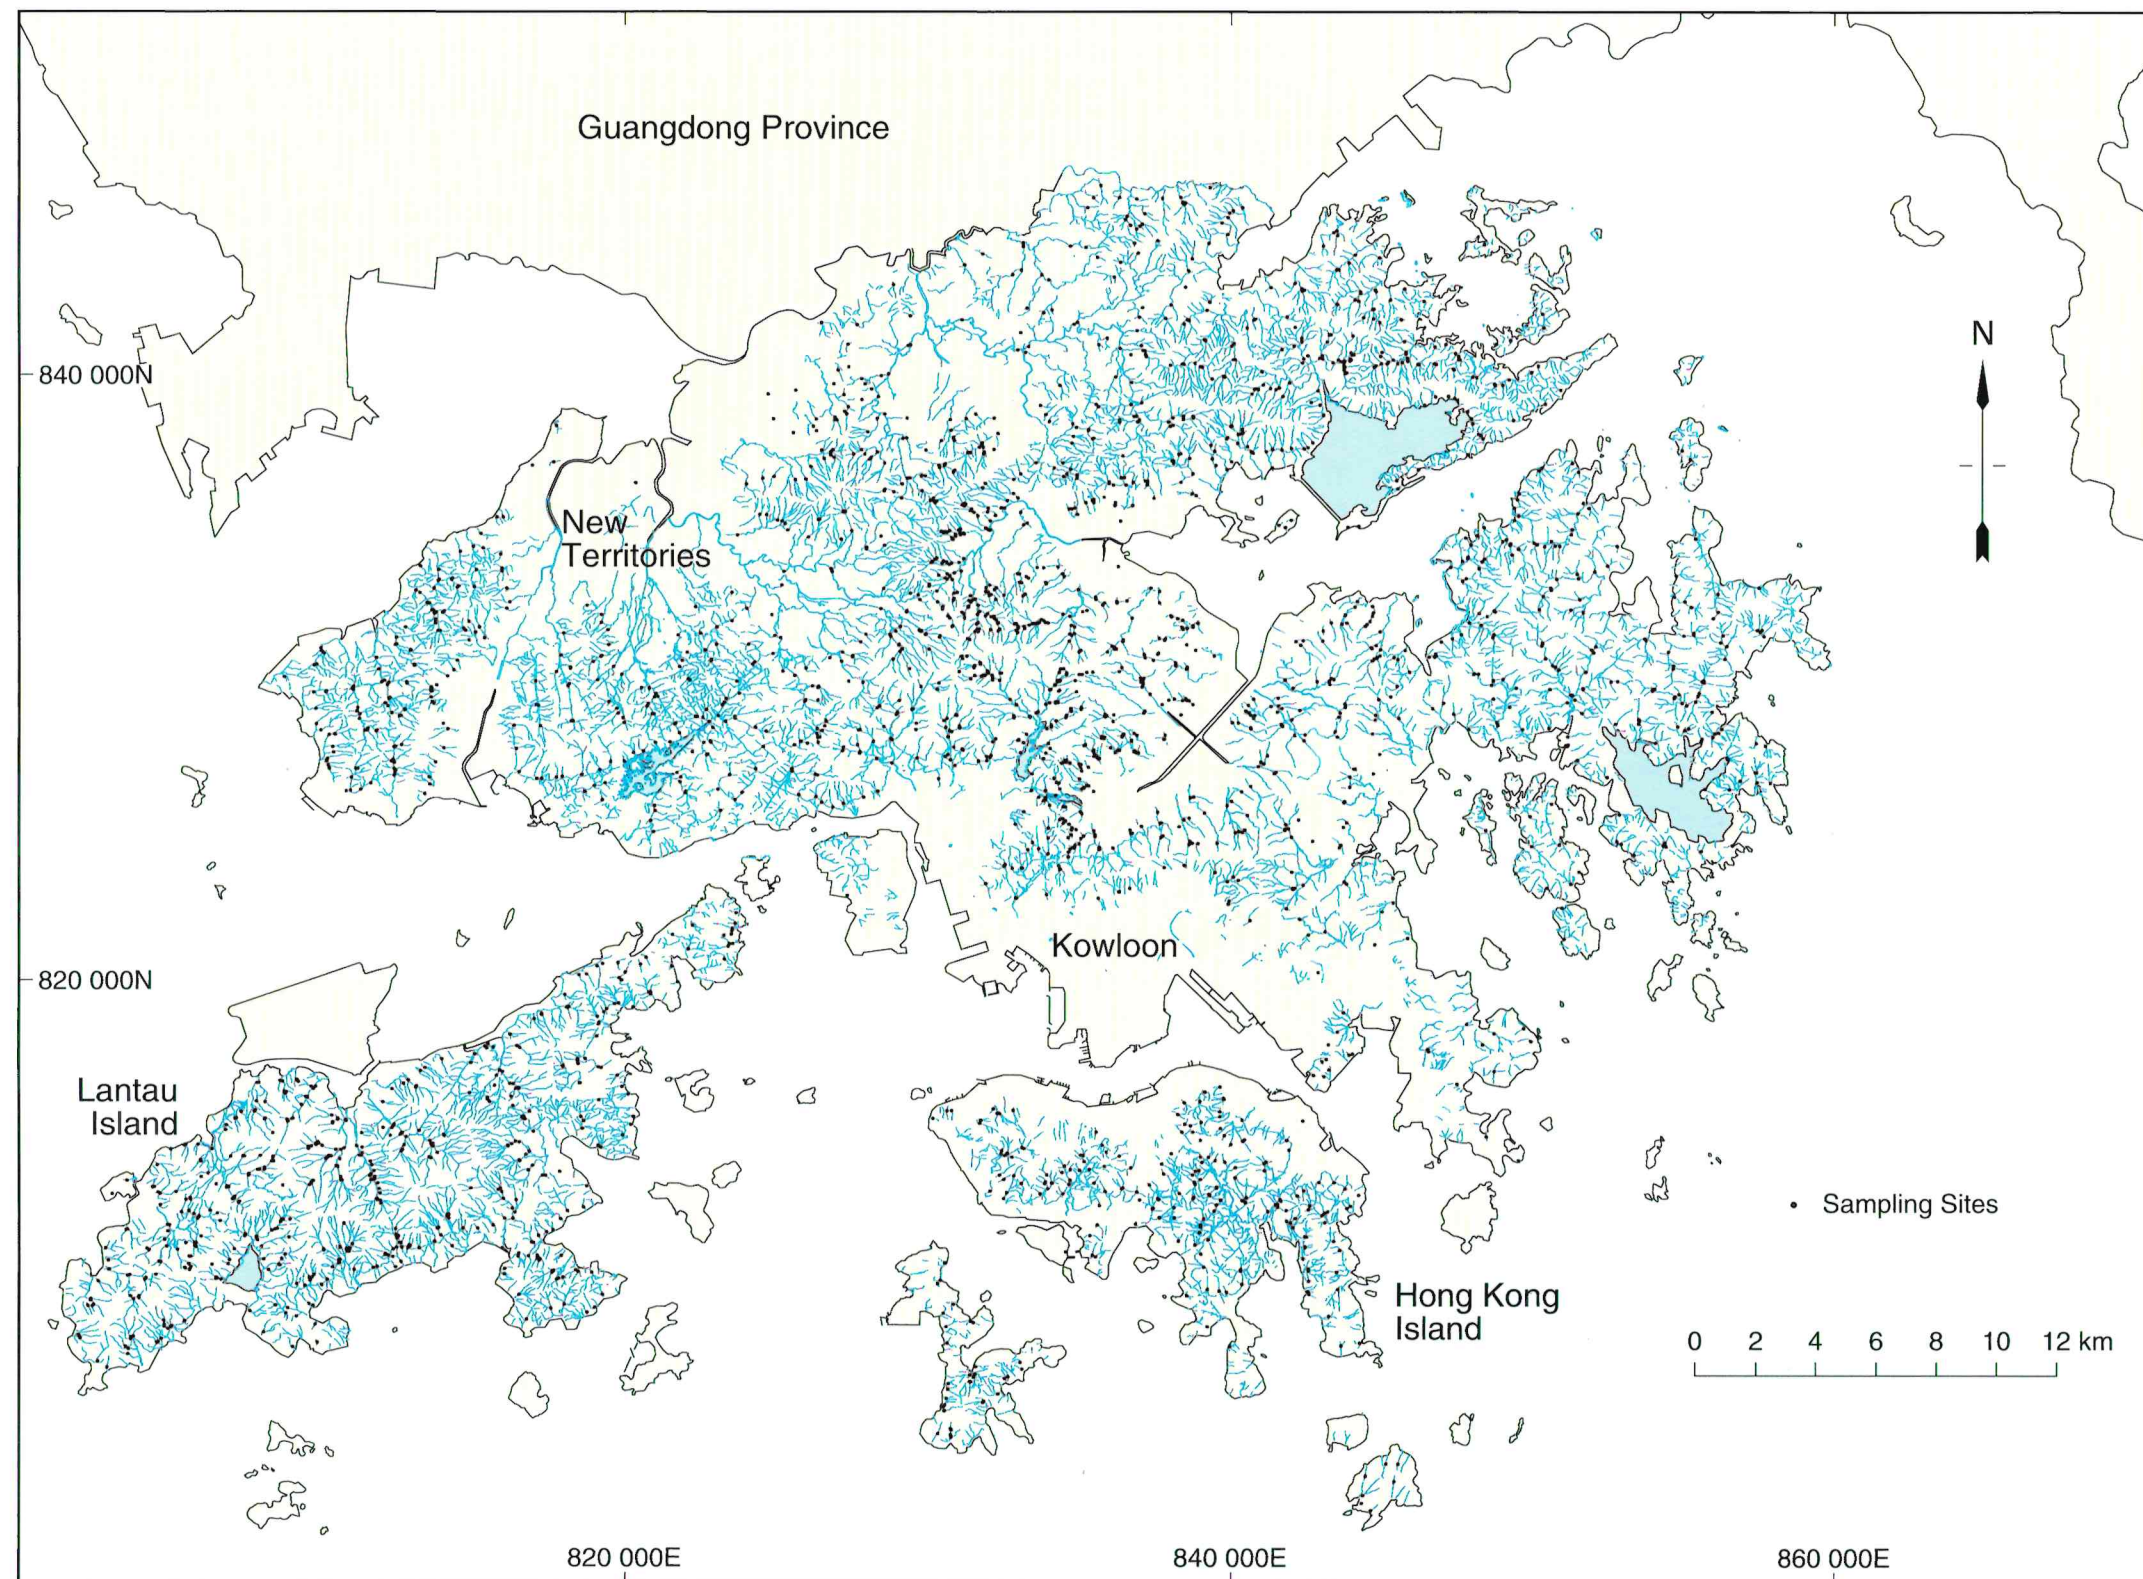 Guangdong Province
N
840 000N
New
Territories
Kowloon
820 000N
Lantau
Island
Sampling Sites
Hong Kong
Island
0 2 4 6 8 10 12 km
820 000E 840 000E 860 000E